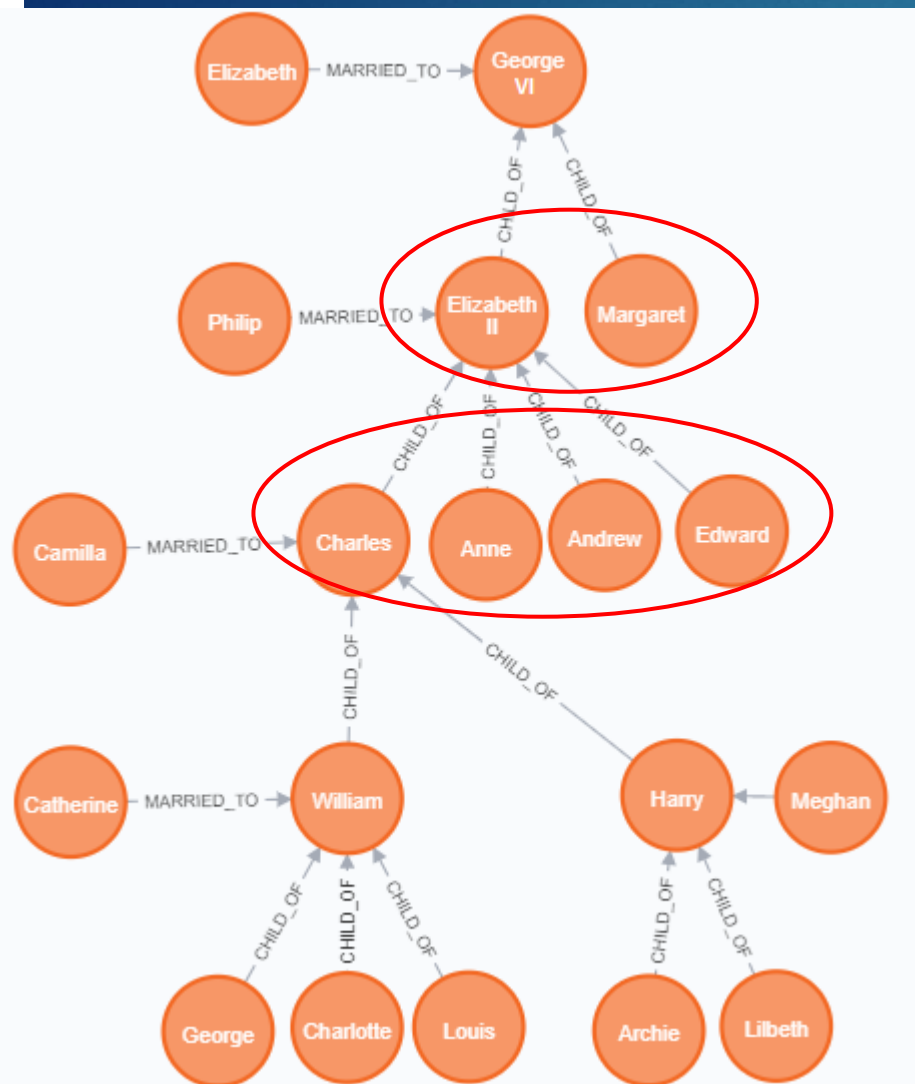 Elizabeth
MARRIED_TO
George
VI
CHILD_OF
CHILD_OF
Philip
MARRIED_TO
Elizabeth
II
Margaret
CHILD_OF
CHILD_OF
CHILD_OF
CHILD_OF
Camilla
MARRIED_TO
Charles
Anne
Andrew
Edward
CHILD_OF
CHILD_OF
Catherine
MARRIED_TO
William
Harry
Meghan
CHILD_OF
CHILD_OF
CHILD_OF
CHILD_OF
CHILD_OF
George
Charlotte
Louis
Archie
Lilbeth